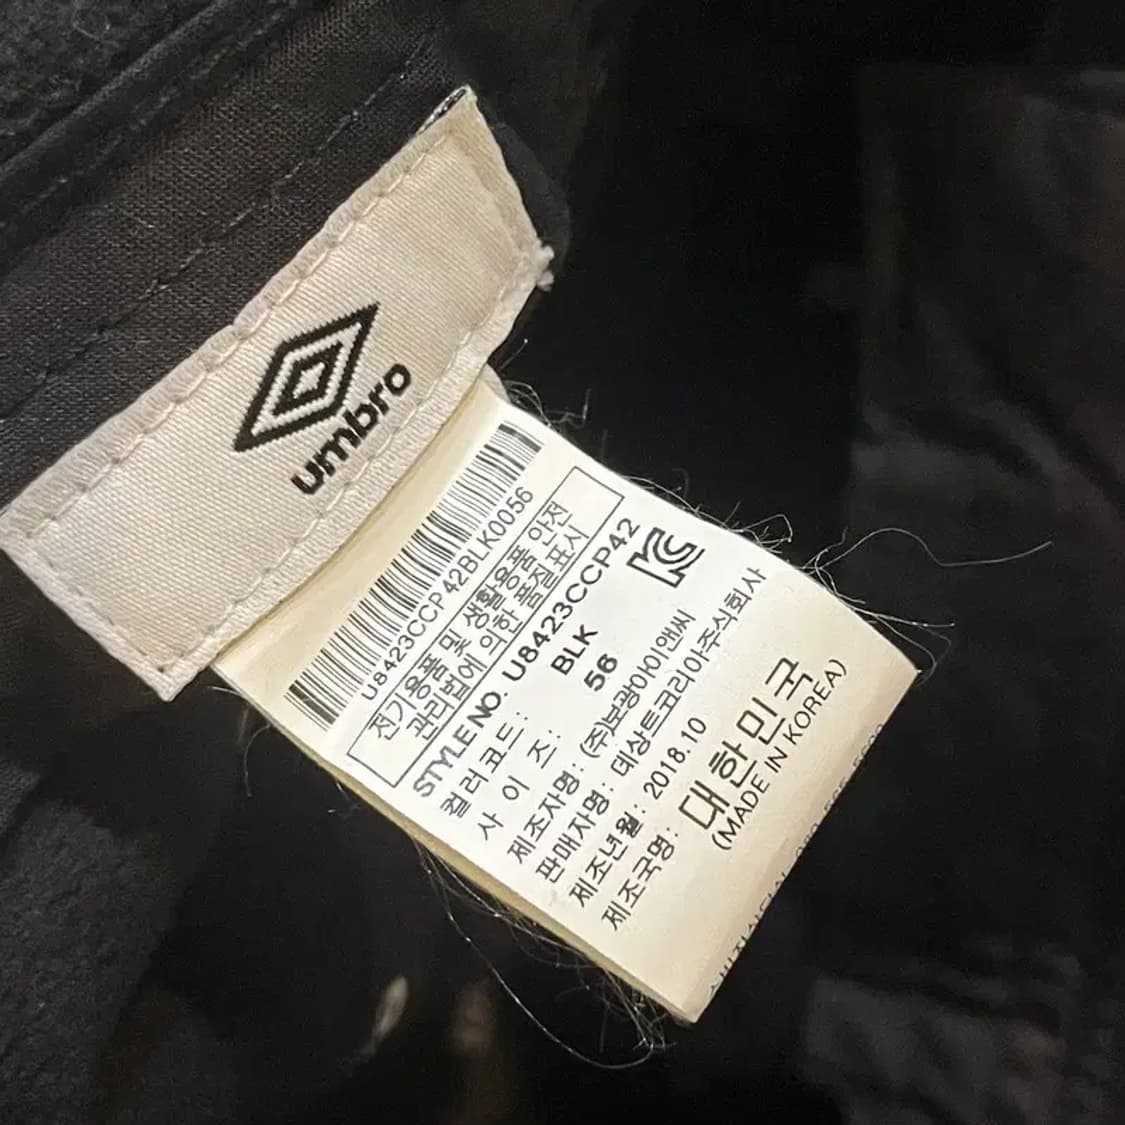 umbro
U8423CCP42BLK0056
전기용품 및 생활용품 안전
관리법에 의한 품질표시
STYLE NO. U8423CCP42
컬러코드: BLK
사 이 즈: 56
제조자명: (주)보광아이앤씨
판매자명: 데상트코리아주식회사
제조년월: 2018.10
제조국명: 대한민국
(MADE IN KOREA)